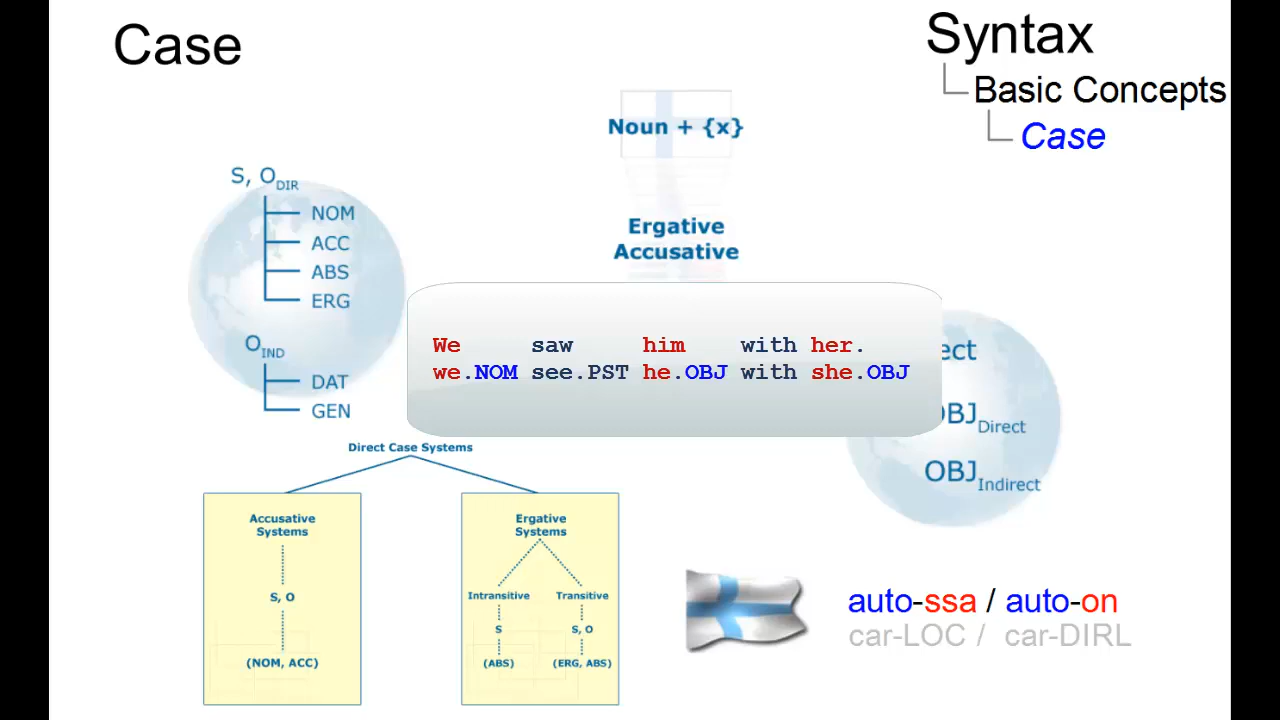 Case
Syntax
Basic Concepts
Case
Noun + {x}
Ergative
Accusative
S, O DIR
NOM
ACC
ABS
ERG
O IND
DAT
GEN
We saw him with her.
we.NOM see.PST he.OBJ with she.OBJ
ect
OBJ Direct
OBJ Indirect
Direct Case Systems
Accusative
Systems
S, O
(NOM, ACC)
Ergative
Systems
Intransitive Transitive
S S, O
(ABS) (ERG, ABS)
auto-ssa / auto-on
car-LOC / car-DIRL